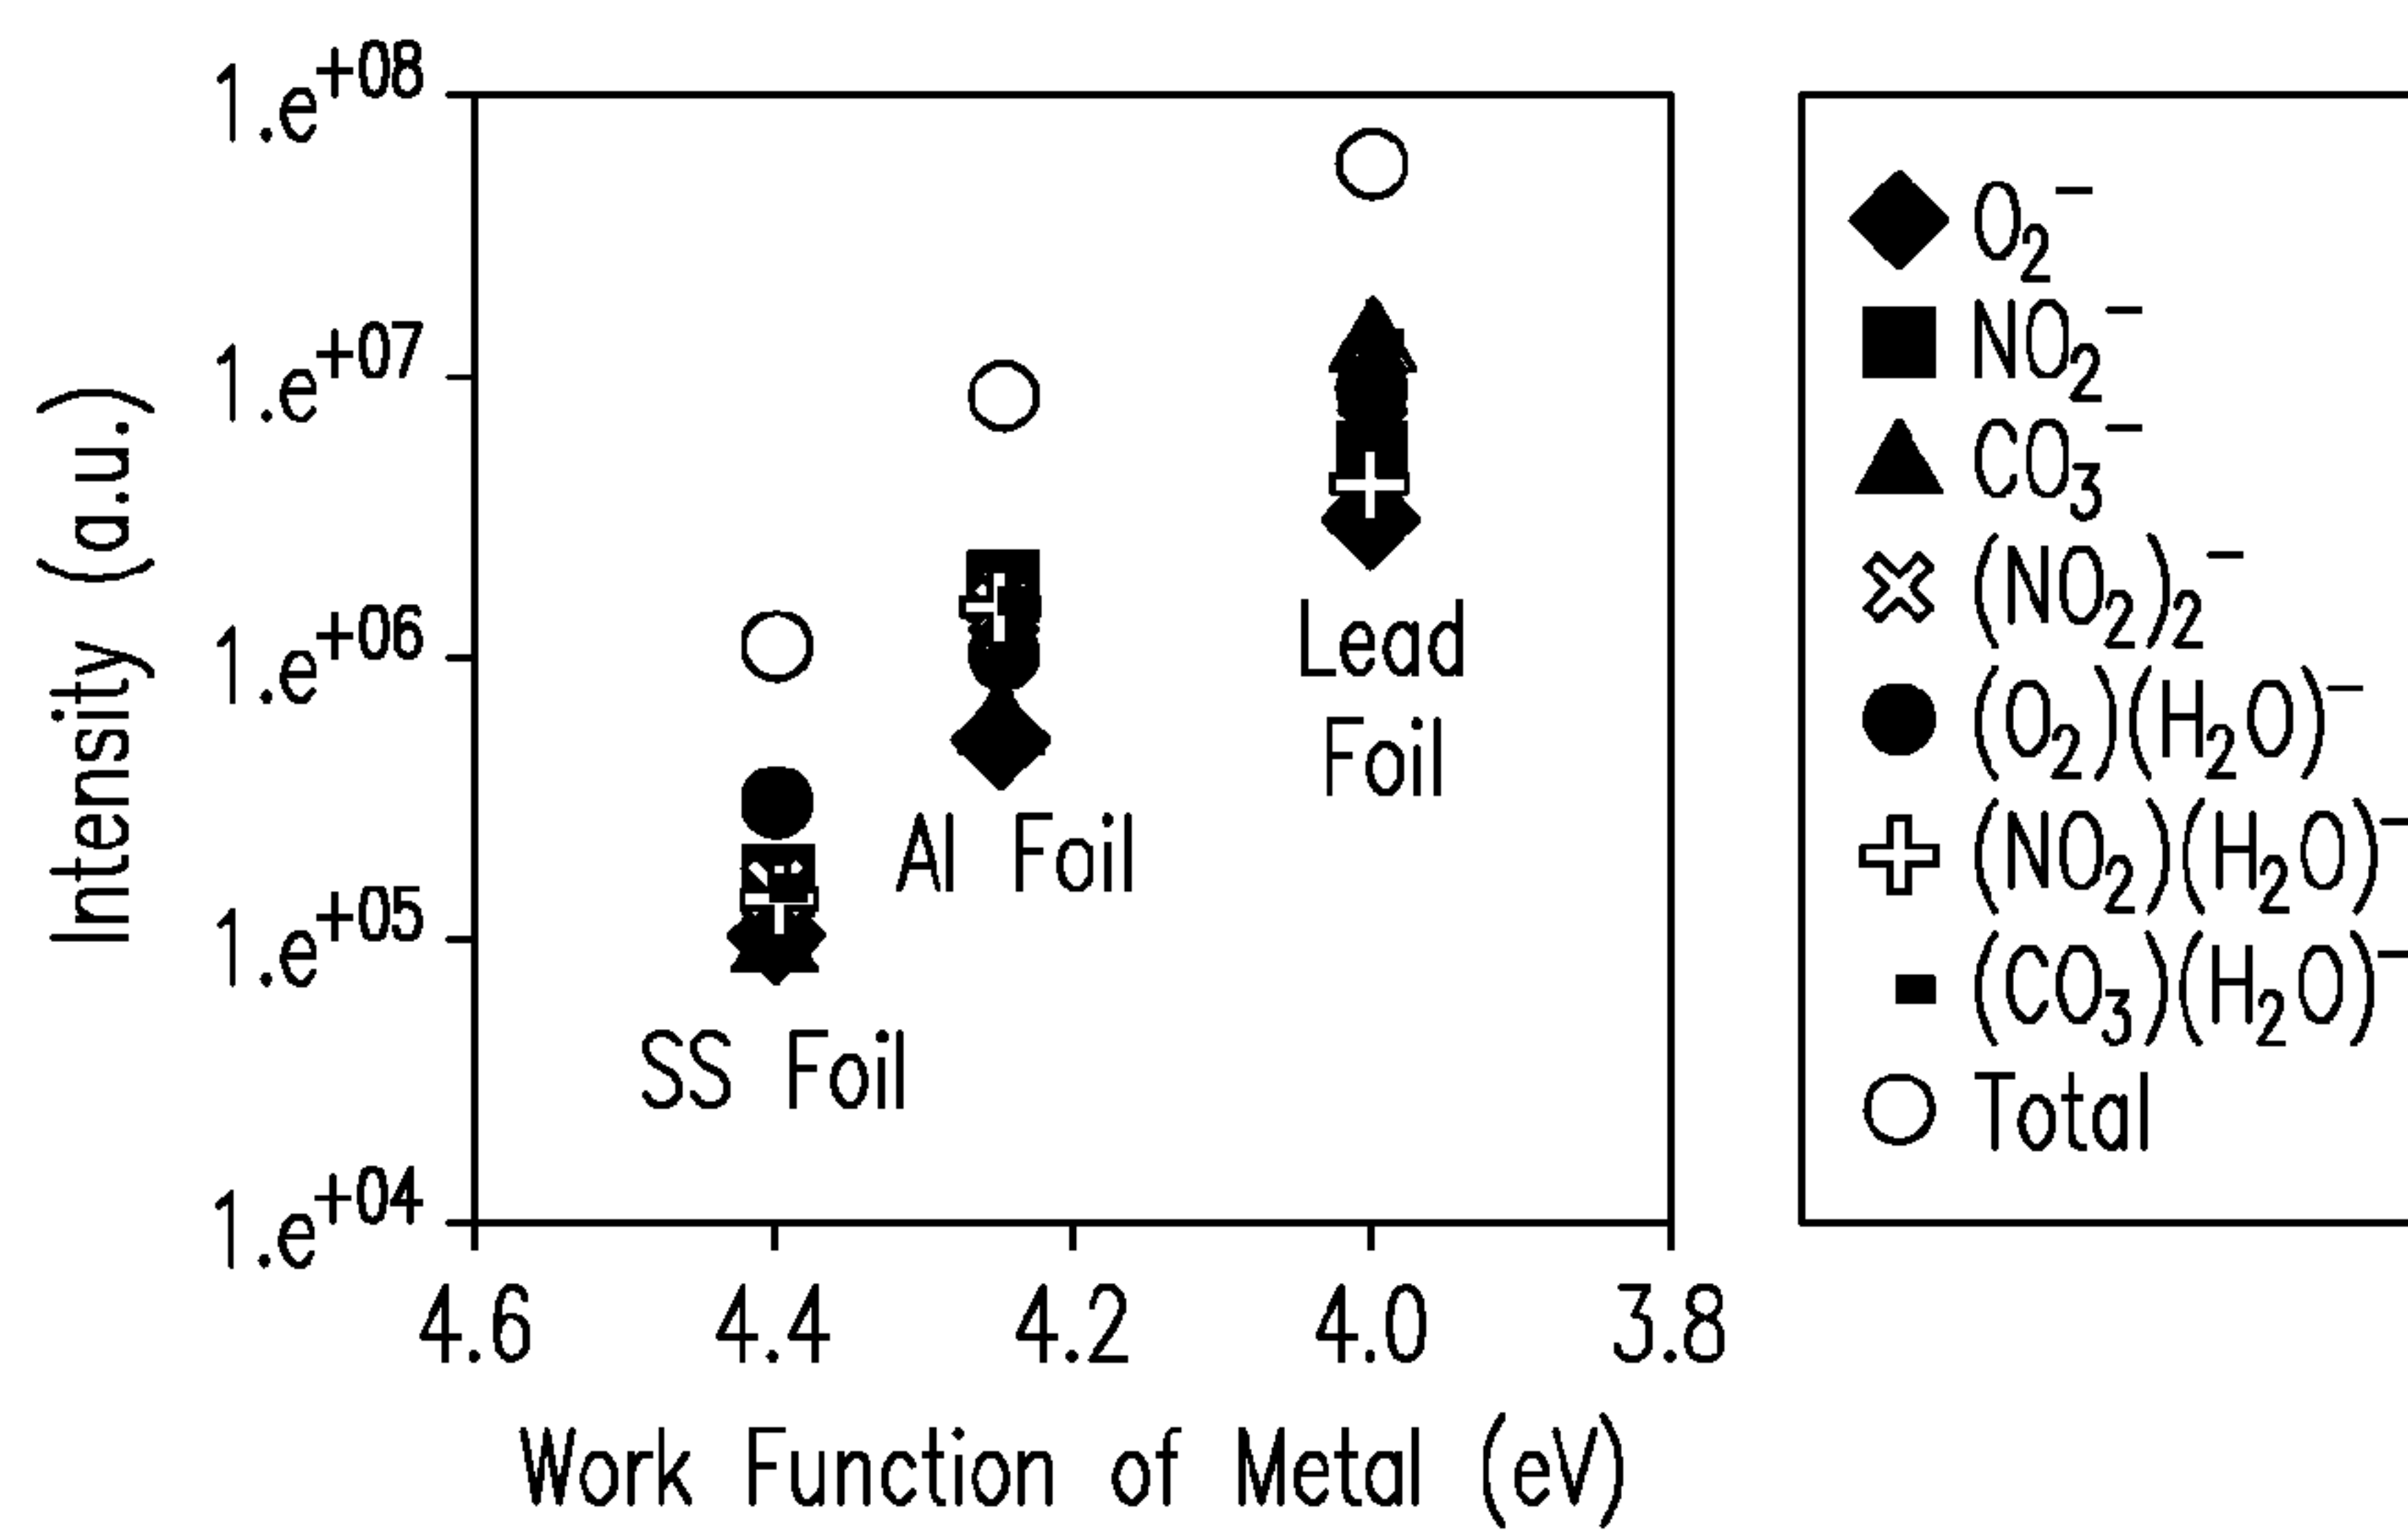 1.e+08
1.e+07
1.e+06
1.e+05
1.e+04
Intensity (a.u.)
Lead
Foil
Al Foil
SS Foil
4.6 4.4 4.2 4.0 3.8
Work Function of Metal (eV)
O2−
NO2−
CO3−
(NO2)2−
(O2)(H2O)−
(NO2)(H2O)−
(CO3)(H2O)−
Total